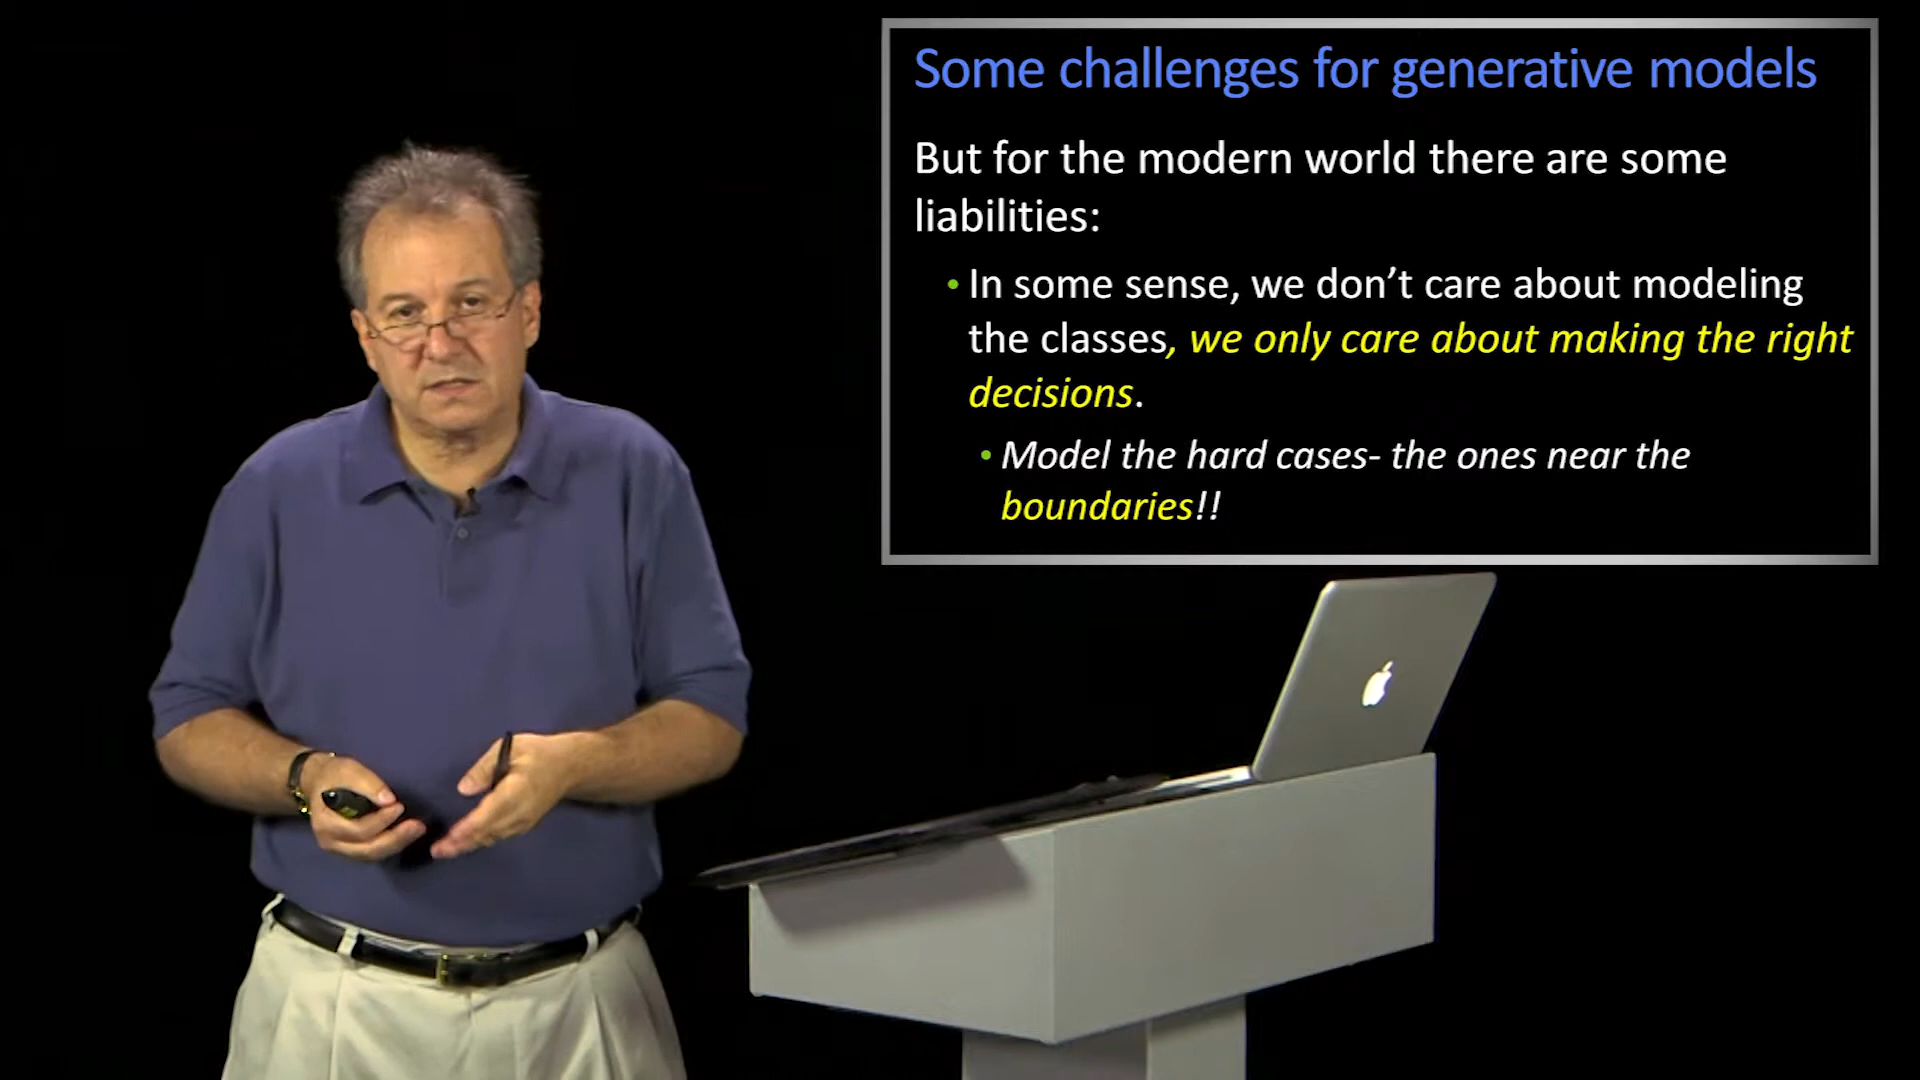 Some challenges for generative models
But for the modern world there are some
liabilities:
• In some sense, we don’t care about modeling
the classes, we only care about making the right
decisions.
• Model the hard cases- the ones near the
boundaries!!